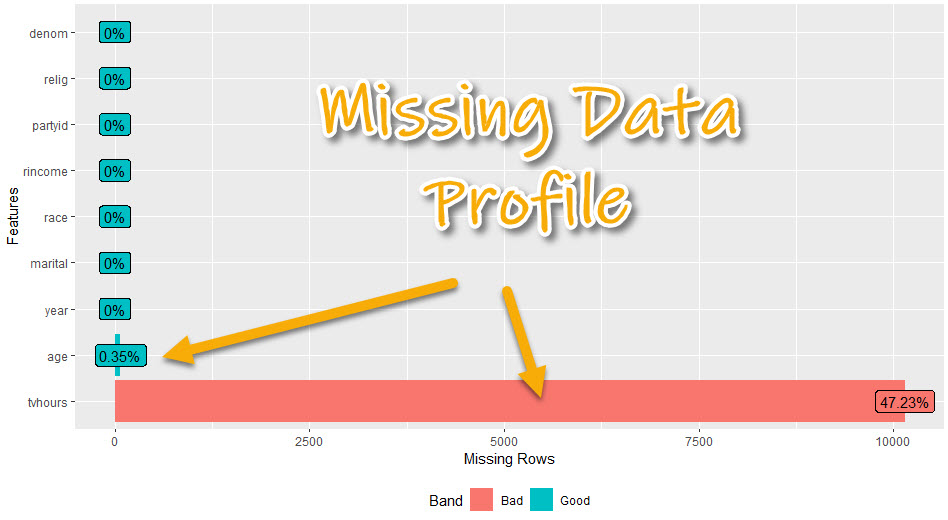 denom
0%
relig
0%
partyid
0%
rincome
0%
race
0%
marital
0%
year
0%
age
0.35%
tvhours
47.23%
Features
Missing Data
Profile
0
2500
5000
7500
10000
Missing Rows
Band
Bad
Good